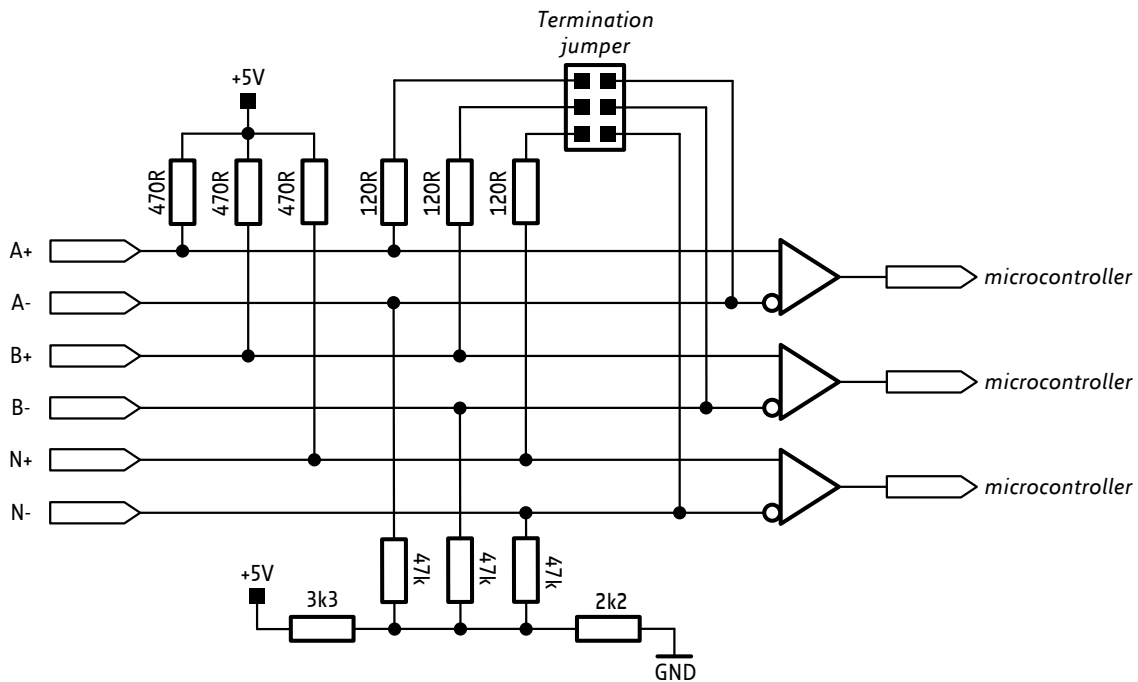 Termination
jumper
+5V
470R
470R
470R
120R
120R
120R
A+
A-
B+
B-
N+
N-
microcontroller
microcontroller
microcontroller
47k
47k
47k
+5V
3k3
2k2
GND